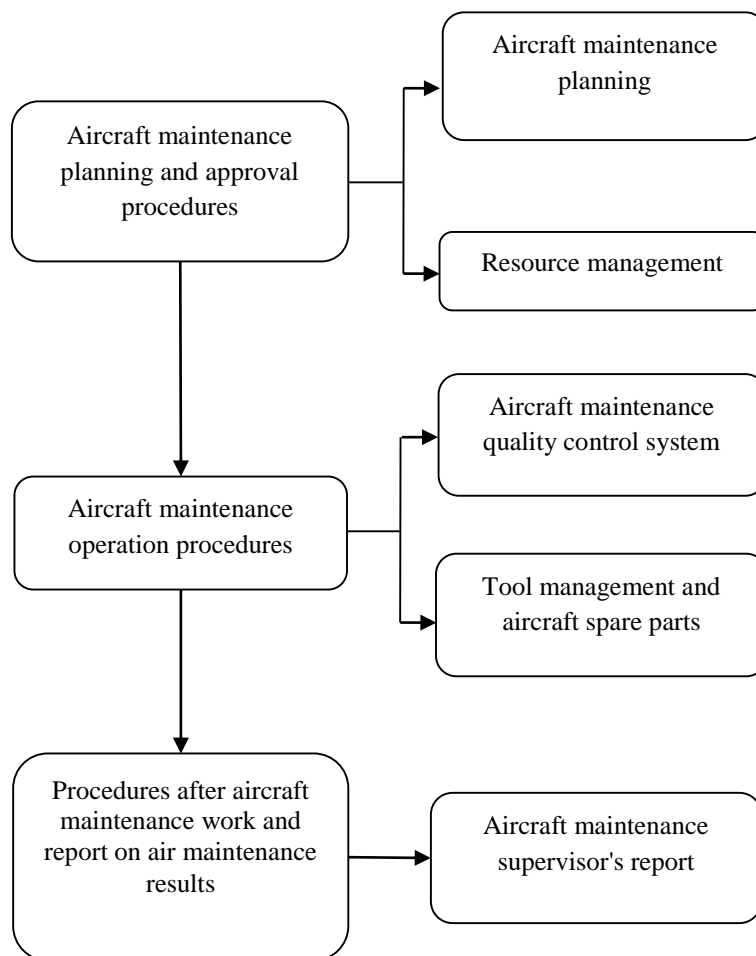 Aircraft maintenance
planning and approval
procedures
Aircraft maintenance
planning
Resource management
Aircraft maintenance
operation procedures
Aircraft maintenance
quality control system
Tool management and
aircraft spare parts
Procedures after aircraft
maintenance work and
report on air maintenance
results
Aircraft maintenance
supervisor's report